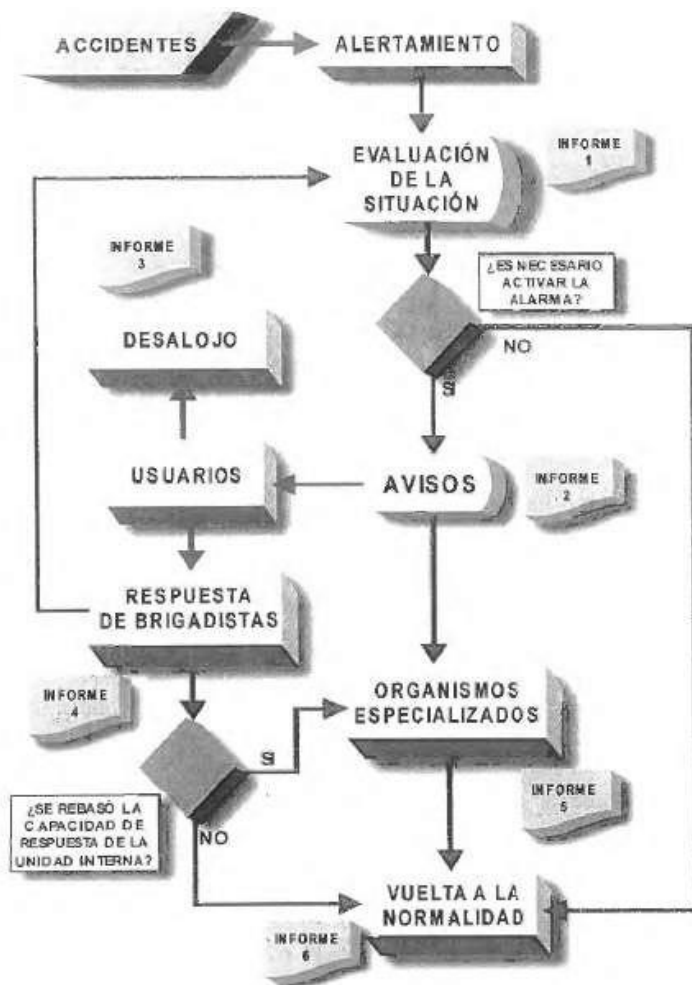 ACCIDENTES
ALERTAMIENTO
EVALUACIÓN
DE LA
SITUACIÓN
INFORME
1
INFORME
3
¿ES NECESARIO
ACTIVAR LA
ALARMA?
DESALOJO
NO
SI
USUARIOS
AVISOS
INFORME
2
RESPUESTA
DE BRIGADISTAS
INFORME
4
ORGANISMOS
ESPECIALIZADOS
SI
INFORME
5
¿SE REBASÓ LA
CAPACIDAD DE
RESPUESTA DE LA
UNIDAD INTERNA?
NO
VUELTA A LA
NORMALIDAD
INFORME
6